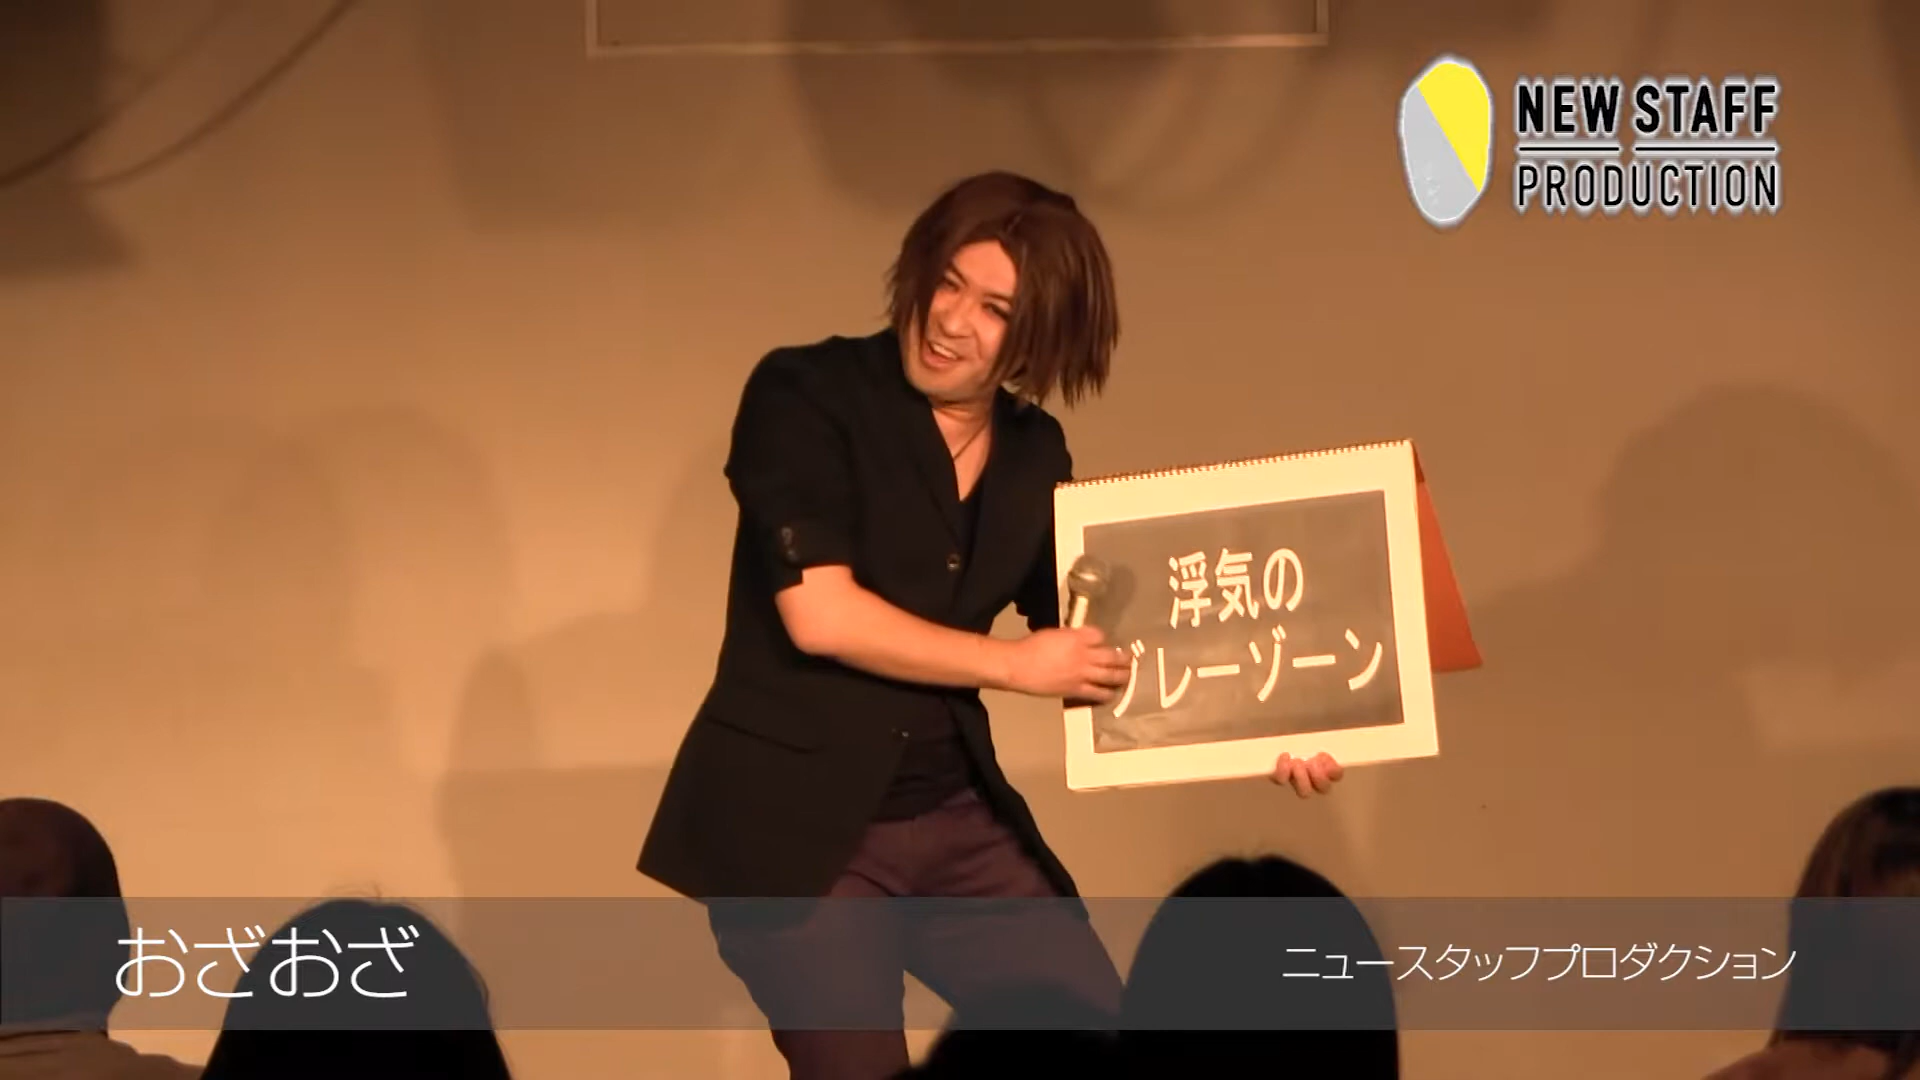 NEW STAFF
PRODUCTION
浮気の
グレーゾーン
おざおざ
ニュースタッフプロダクション